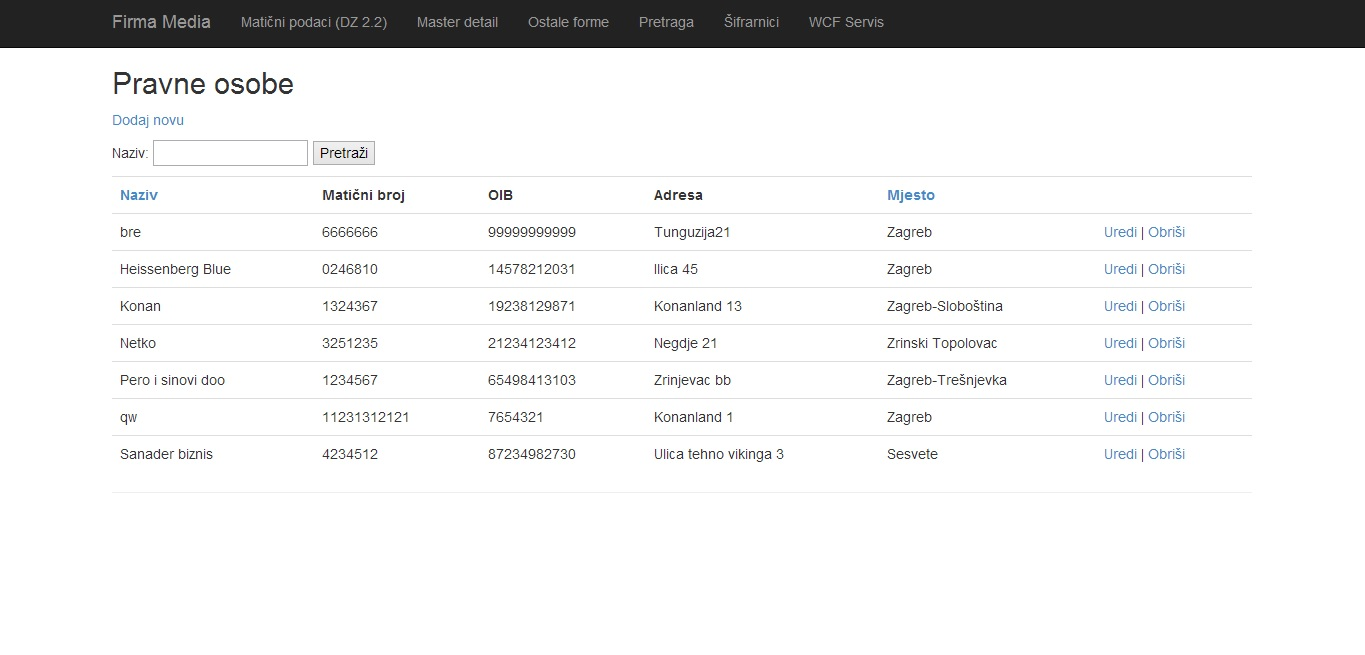 Firma Media Matični podaci (DZ 2.2) Master detail Ostale forme Pretraga Šifrarnici WCF Servis
Pravne osobe
Dodaj novu
Naziv: Pretraži
Naziv Matični broj OIB Adresa Mjesto
bre 6666666 99999999999 Tunguzija21 Zagreb Uredi | Obriši
Heissenberg Blue 0246810 14578212031 Ilica 45 Zagreb Uredi | Obriši
Konan 1324367 19238129871 Konanland 13 Zagreb-Sloboština Uredi | Obriši
Netko 3251235 21234123412 Negdje 21 Zrinski Topolovac Uredi | Obriši
Pero i sinovi doo 1234567 65498413103 Zrinjevac bb Zagreb-Trešnjevka Uredi | Obriši
qw 11231312121 7654321 Konanland 1 Zagreb Uredi | Obriši
Sanader biznis 4234512 87234982730 Ulica tehno vikinga 3 Sesvete Uredi | Obriši